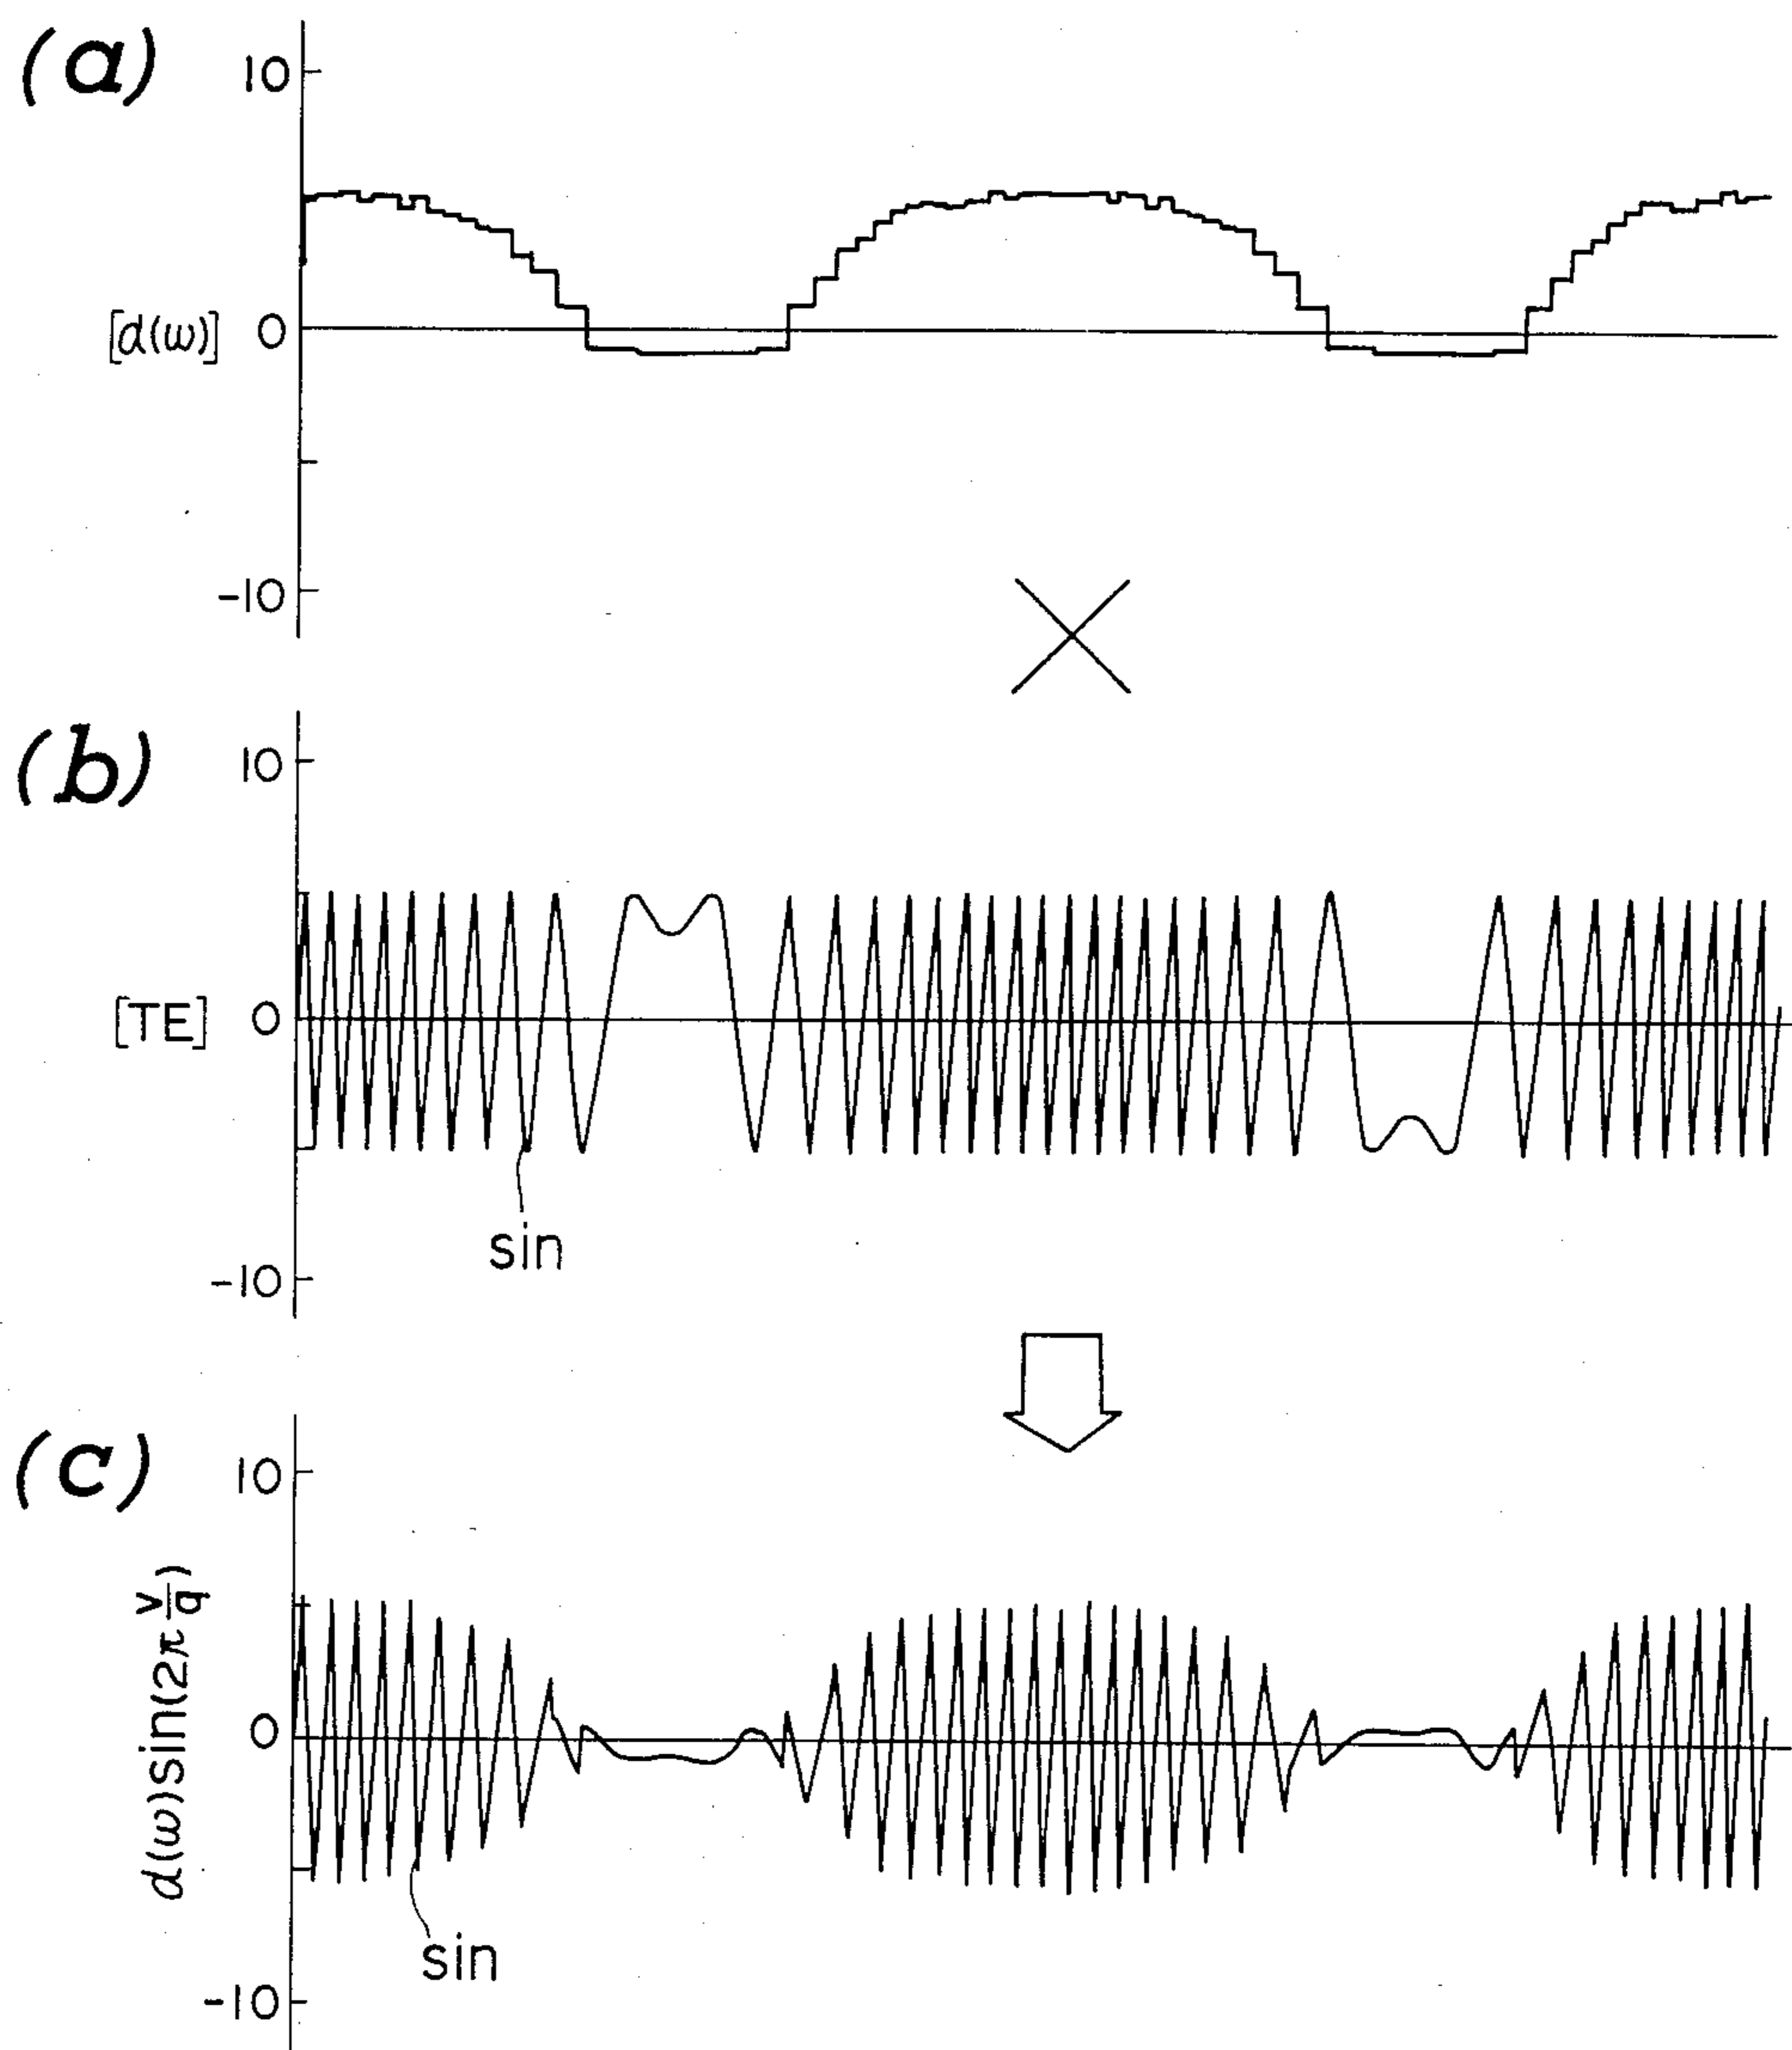 (a)
10
[d(ω)] 0
-10
(b)
10
[TE] 0
sin
-10
(c)
10
d(ω)sin(2π v/q)
0
sin
-10